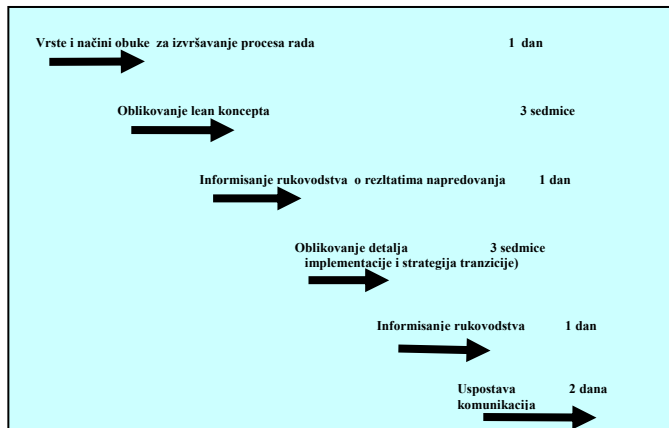 Vrste i načini obuke za izvršavanje procesa rada 1 dan
Oblikovanje lean koncepta 3 sedmice
Informisanje rukovodstva o rezltatima napredovanja 1 dan
Oblikovanje detalja 3 sedmice
implementacije i strategija tranzicije)
Informisanje rukovodstva 1 dan
Uspostava 2 dana
komunikacija